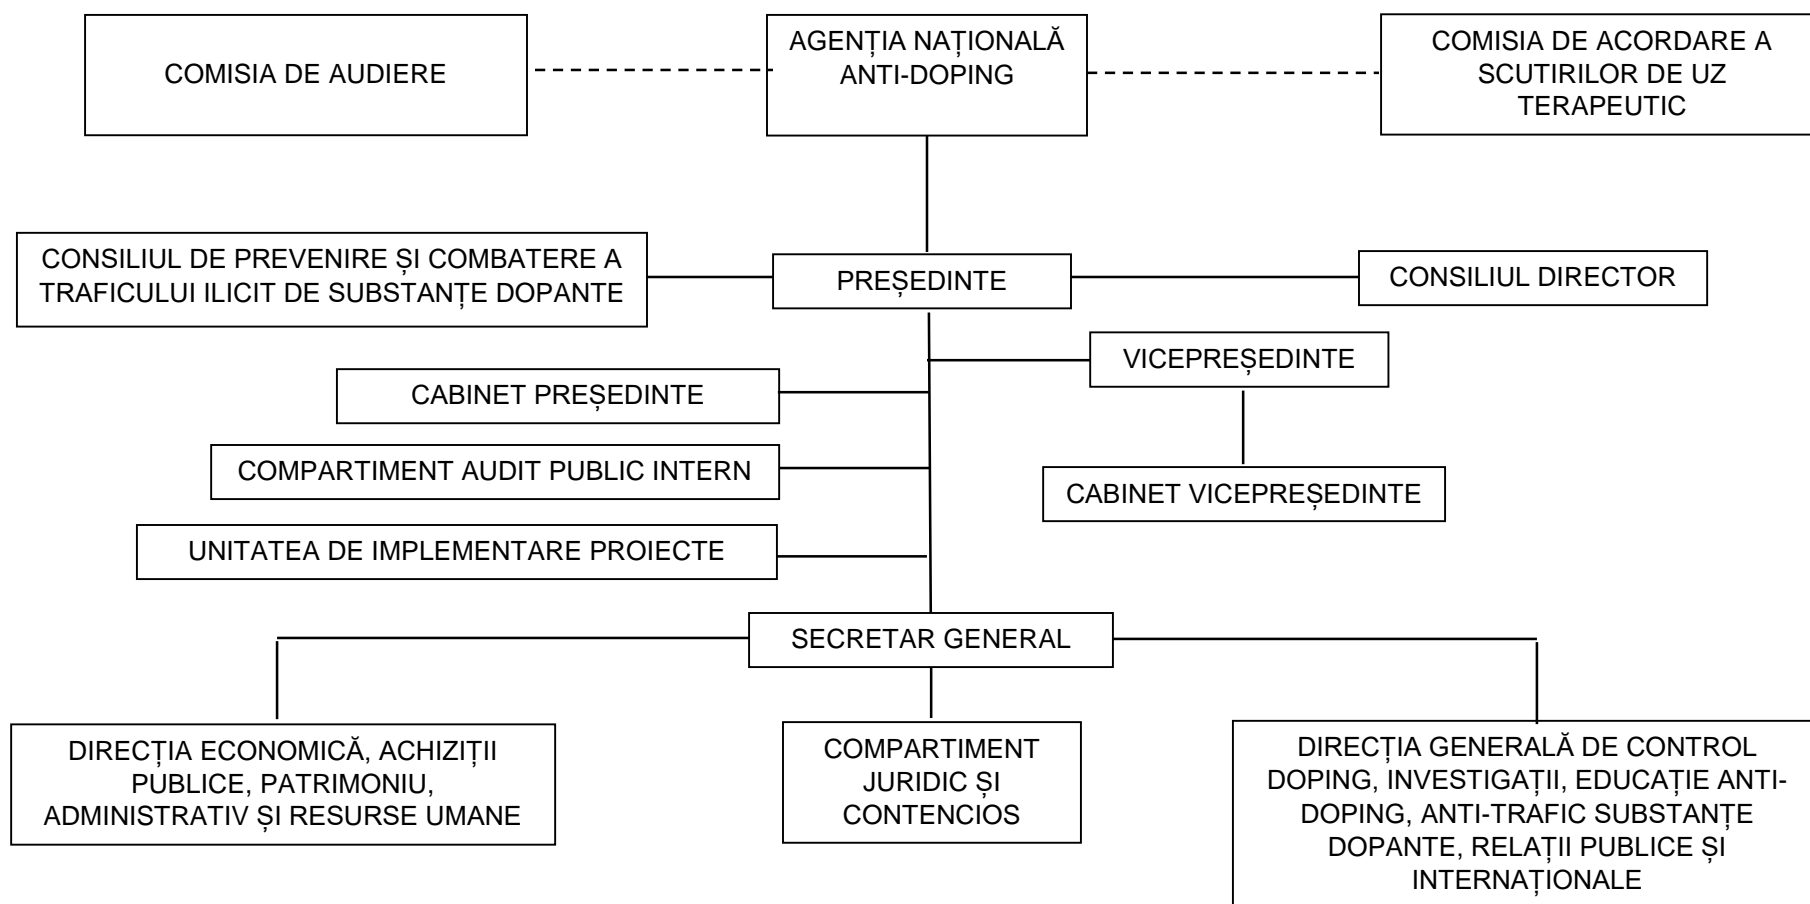 COMISIA DE AUDIERE
AGENȚIA NAȚIONALĂ
ANTI-DOPING
COMISIA DE ACORDARE A
SCUTIRILOR DE UZ
TERAPEUTIC
CONSILIUL DE PREVENIRE ȘI COMBATERE A
TRAFICULUI ILICIT DE SUBSTANȚE DOPANTE
PREȘEDINTE
CONSILIUL DIRECTOR
VICEPREȘEDINTE
CABINET PREȘEDINTE
COMPARTIMENT AUDIT PUBLIC INTERN
CABINET VICEPREȘEDINTE
UNITATEA DE IMPLEMENTARE PROIECTE
SECRETAR GENERAL
DIRECȚIA ECONOMICĂ, ACHIZIȚII
PUBLICE, PATRIMONIU,
ADMINISTRATIV ȘI RESURSE UMANE
COMPARTIMENT
JURIDIC ȘI
CONTENCIOS
DIRECȚIA GENERALĂ DE CONTROL
DOPING, INVESTIGAȚII, EDUCAȚIE ANTI-
DOPING, ANTI-TRAFIC SUBSTANȚE
DOPANTE, RELAȚII PUBLICE ȘI
INTERNAȚIONALE